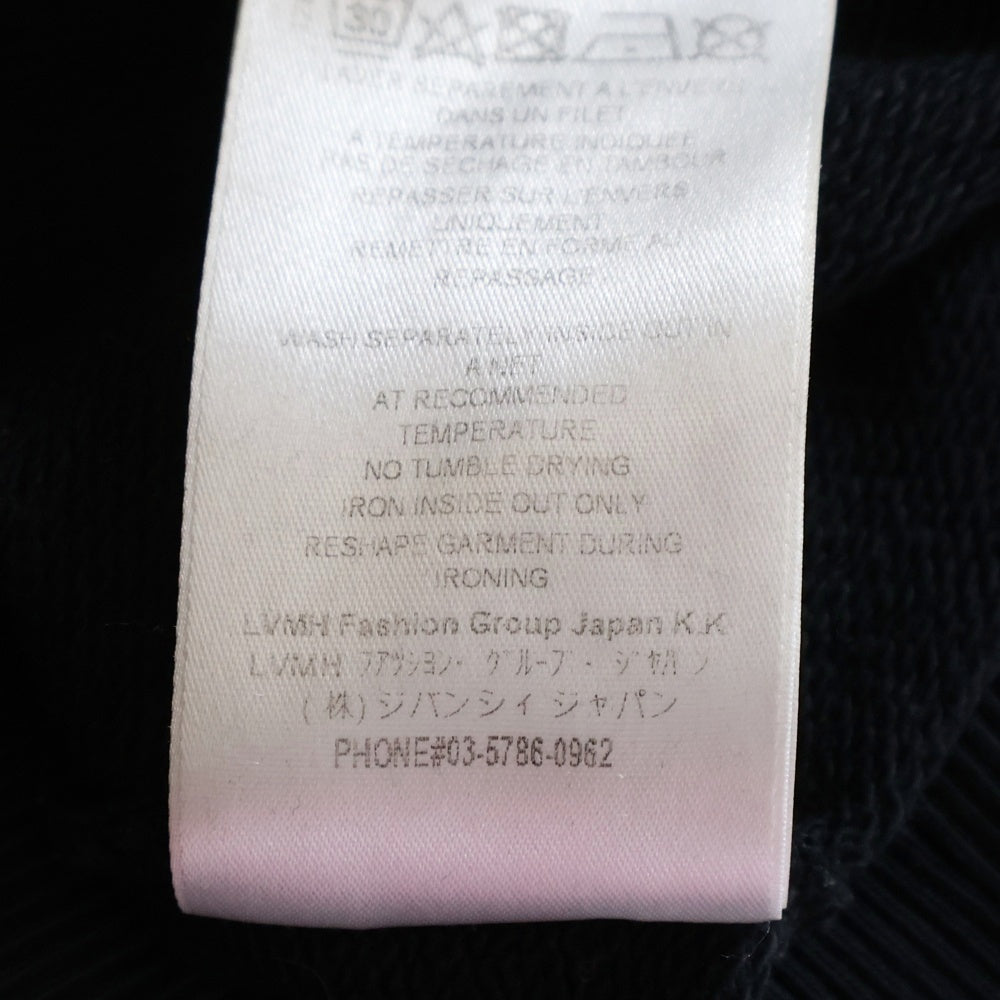 30
LAVER SEPAREMENT A L'ENVERS
DANS UN FILET
A TEMPERATURE INDIQUEE
PAS DE SECHAGE EN TAMBOUR
REPASSER SUR L'ENVERS
UNIQUEMENT
REMETTRE EN FORME AU
REPASSAGE
WASH SEPARATELY INSIDE OUT IN
A NET
AT RECOMMENDED
TEMPERATURE
NO TUMBLE DRYING
IRON INSIDE OUT ONLY
RESHAPE GARMENT DURING
IRONING
LVMH Fashion Group Japan K.K
LVMH ファッション・グループ・ジャパン
(株)ジバンシィ ジャパン
PHONE#03-5786-0962